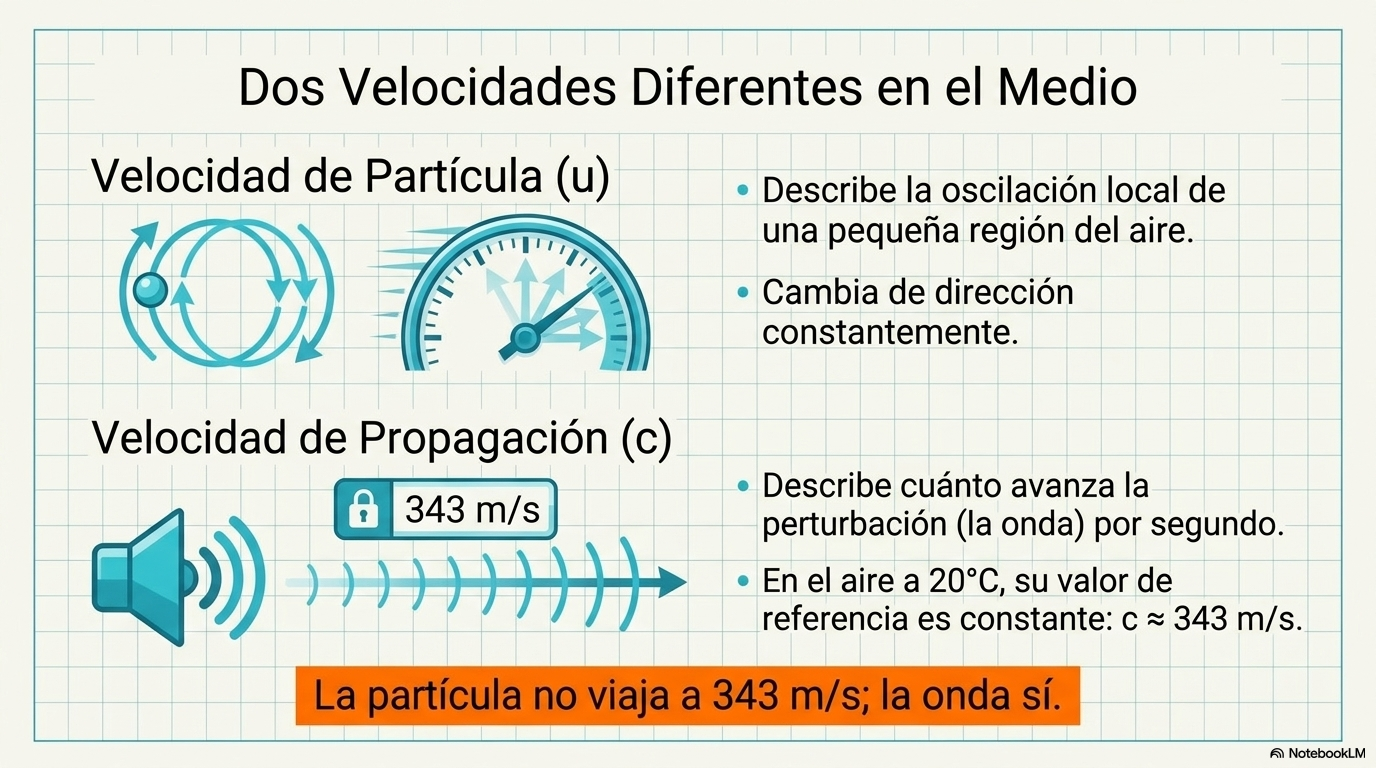 Dos Velocidades Diferentes en el Medio
Velocidad de Partícula (u)
• Describe la oscilación local de
una pequeña región del aire.
• Cambia de dirección
constantemente.
Velocidad de Propagación (c)
343 m/s
• Describe cuánto avanza la
perturbación (la onda) por segundo.
• En el aire a 20°C, su valor de
referencia es constante: c ≈ 343 m/s.
La partícula no viaja a 343 m/s; la onda sí.
NotebookLM